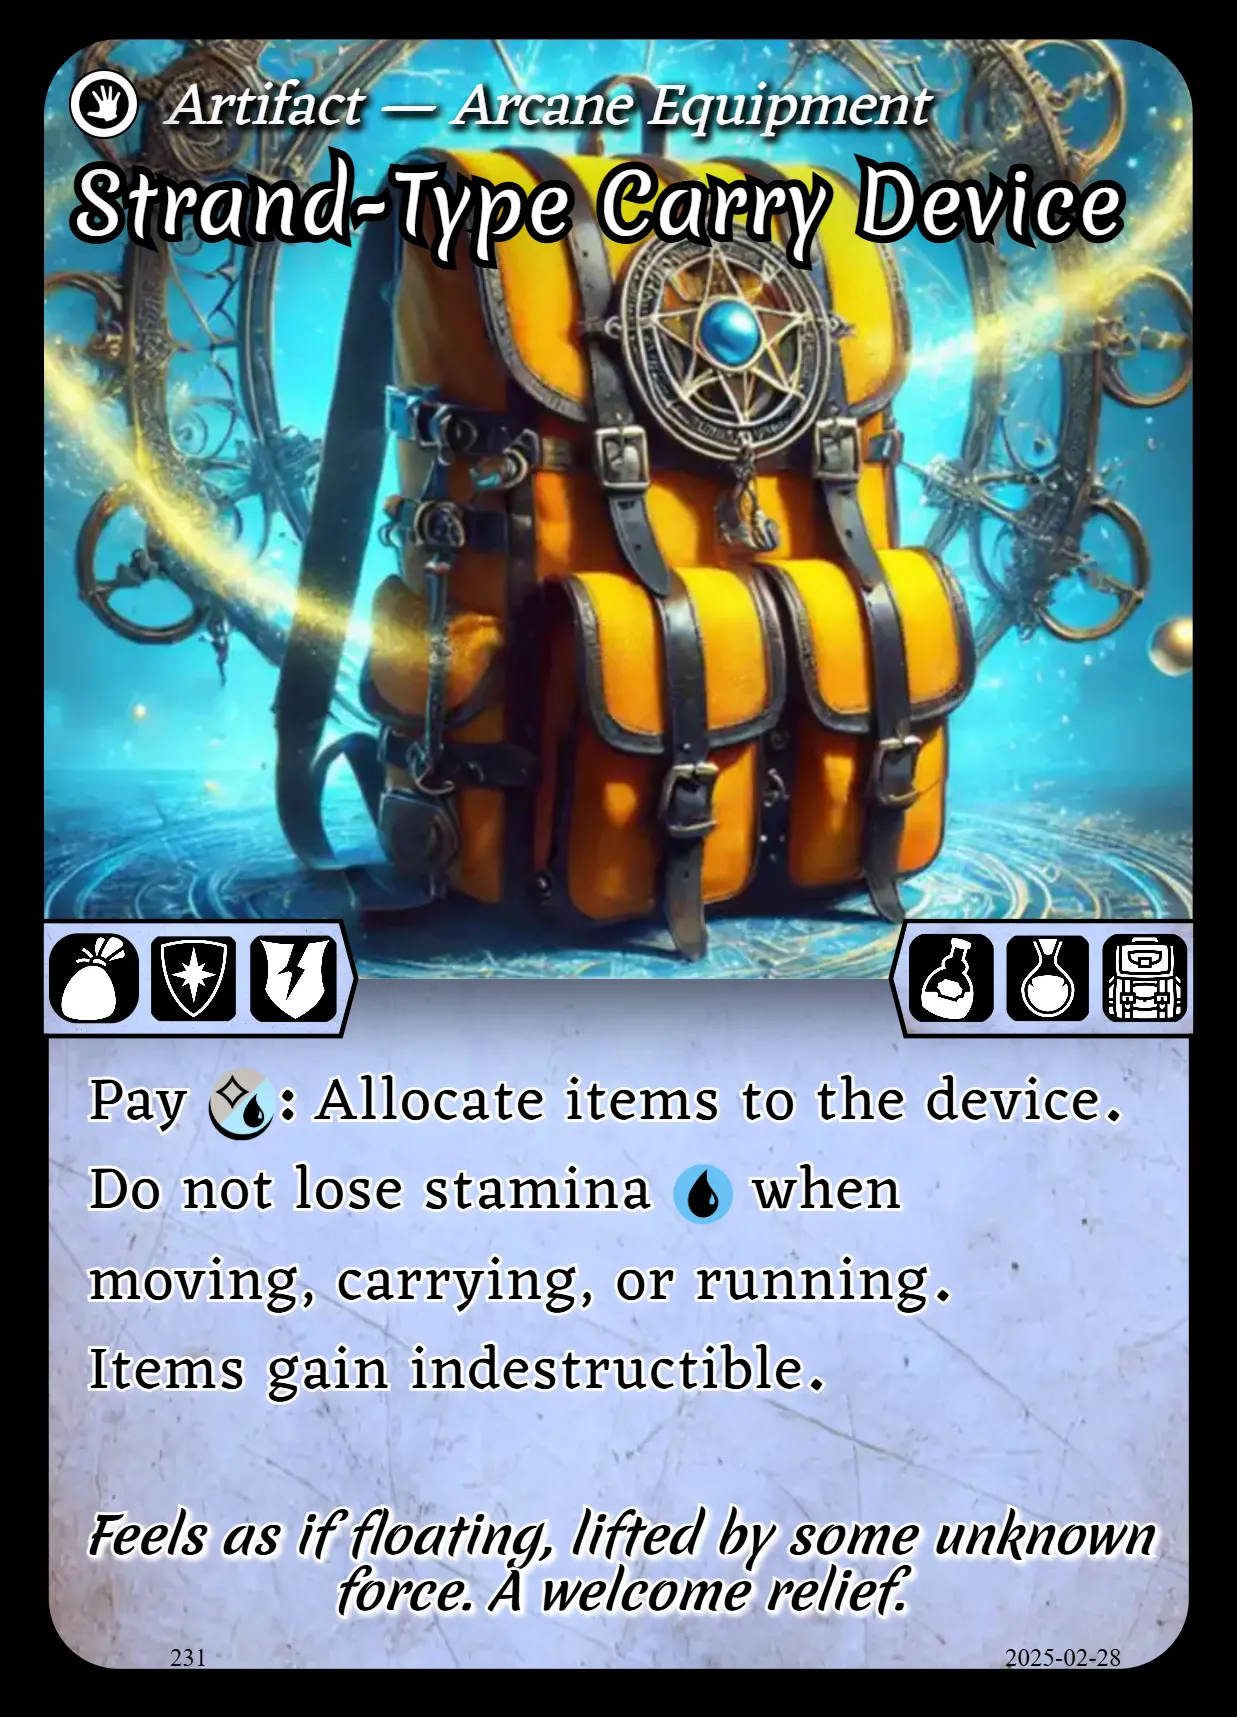 Artifact — Arcane Equipment
Strand-Type Carry Device
Pay : Allocate items to the device.
Do not lose stamina when
moving, carrying, or running.
Items gain indestructible.
Feels as if floating, lifted by some unknown
force. A welcome relief.
231
2025-02-28